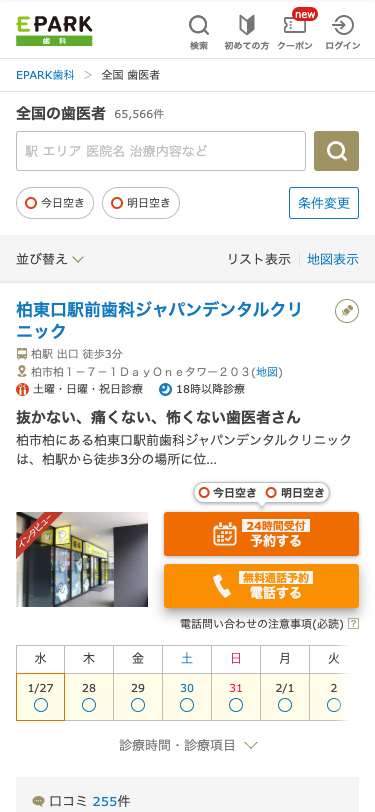 EPARK
歯科
検索
初めての方
new
クーポン
ログイン
EPARK歯科 > 全国 歯医者
全国の歯医者 65,566件
駅 エリア 医院名 治療内容など
今日空き 明日空き 条件変更
並び替え リスト表示 地図表示
柏東口駅前歯科ジャパンデンタルクリ
ニック
柏駅 出口 徒歩3分
柏市柏１－７－１ＤａｙＯｎｅタワー２０３(地図)
土曜・日曜・祝日診療 18時以降診療
抜かない、痛くない、怖くない歯医者さん
柏市柏にある柏東口駅前歯科ジャパンデンタルクリニック
は、柏駅から徒歩3分の場所に位...
今日空き 明日空き
インタビュー
24時間受付
予約する
無料通話予約
電話する
電話問い合わせの注意事項(必読) ?
水 木 金 土 日 月 火
1/27 28 29 30 31 2/1 2
診療時間・診療項目
口コミ 255件